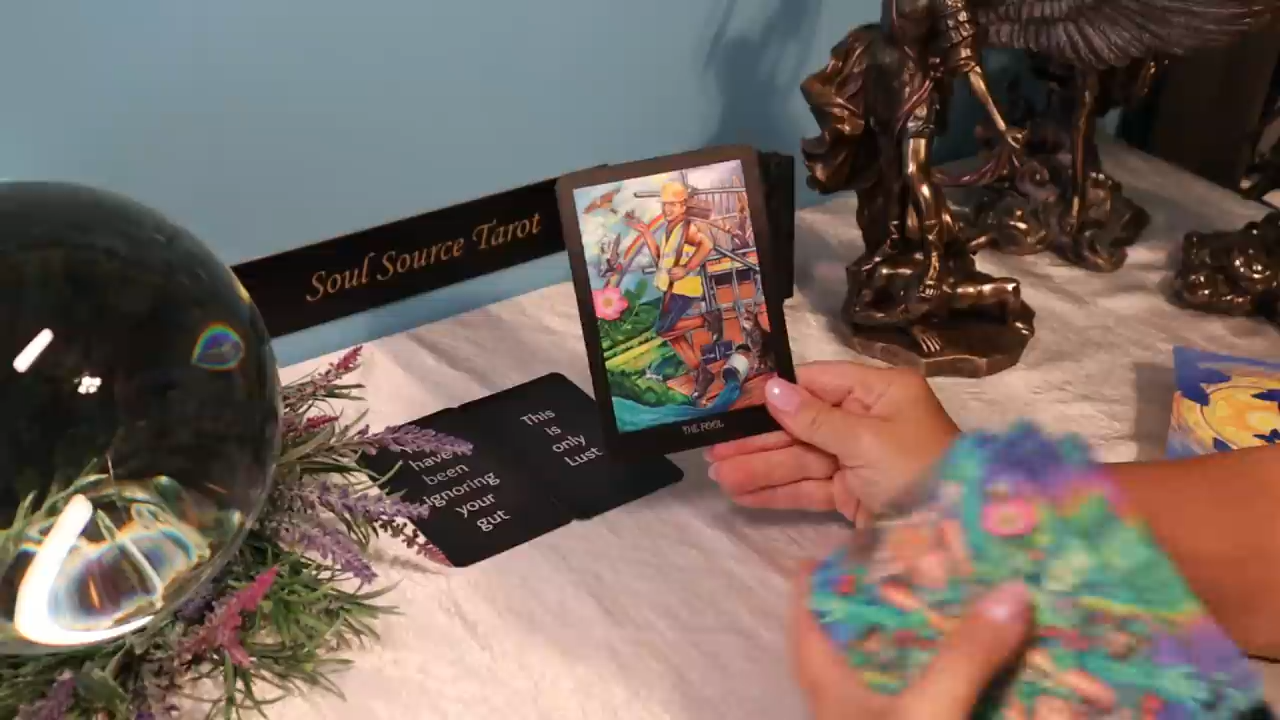 Soul Source Tarot
THE FOOL
This
is
only
Lust
have
been
ignoring
your
gut